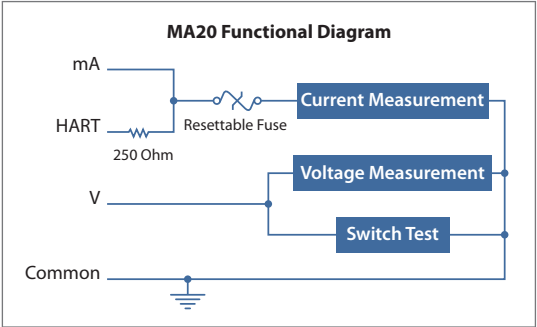 MA20 Functional Diagram
mA
Current Measurement
HART
Resettable Fuse
250 Ohm
Voltage Measurement
V
Switch Test
Common